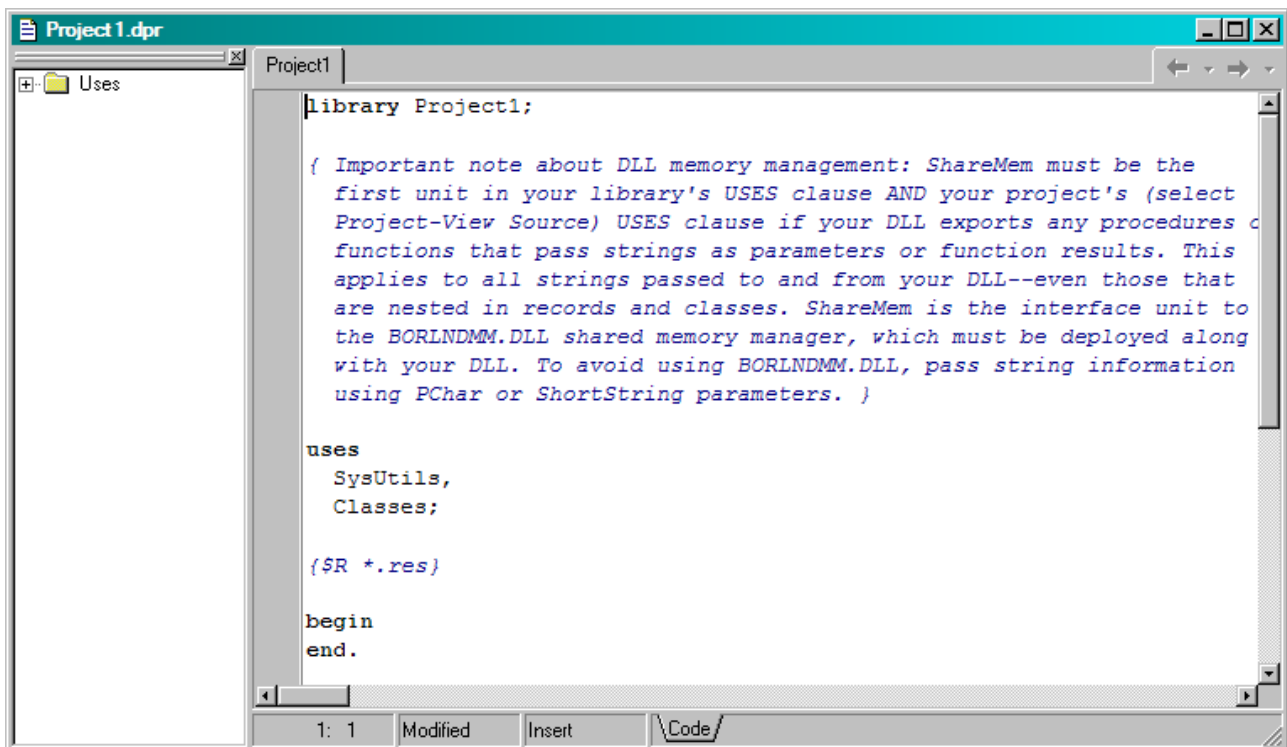 Project1.dpr
Uses
Project1
library Project1;
{ Important note about DLL memory management: ShareMem must be the
first unit in your library's USES clause AND your project's (select
Project-View Source) USES clause if your DLL exports any procedures
functions that pass strings as parameters or function results. This
applies to all strings passed to and from your DLL--even those that
are nested in records and classes. ShareMem is the interface unit to
the BORLNDMM.DLL shared memory manager, which must be deployed along
with your DLL. To avoid using BORLNDMM.DLL, pass string information
using PChar or ShortString parameters. }
uses
SysUtils,
Classes;
{$R *.res}
begin
end.
1: 1 Modified Insert \Code/